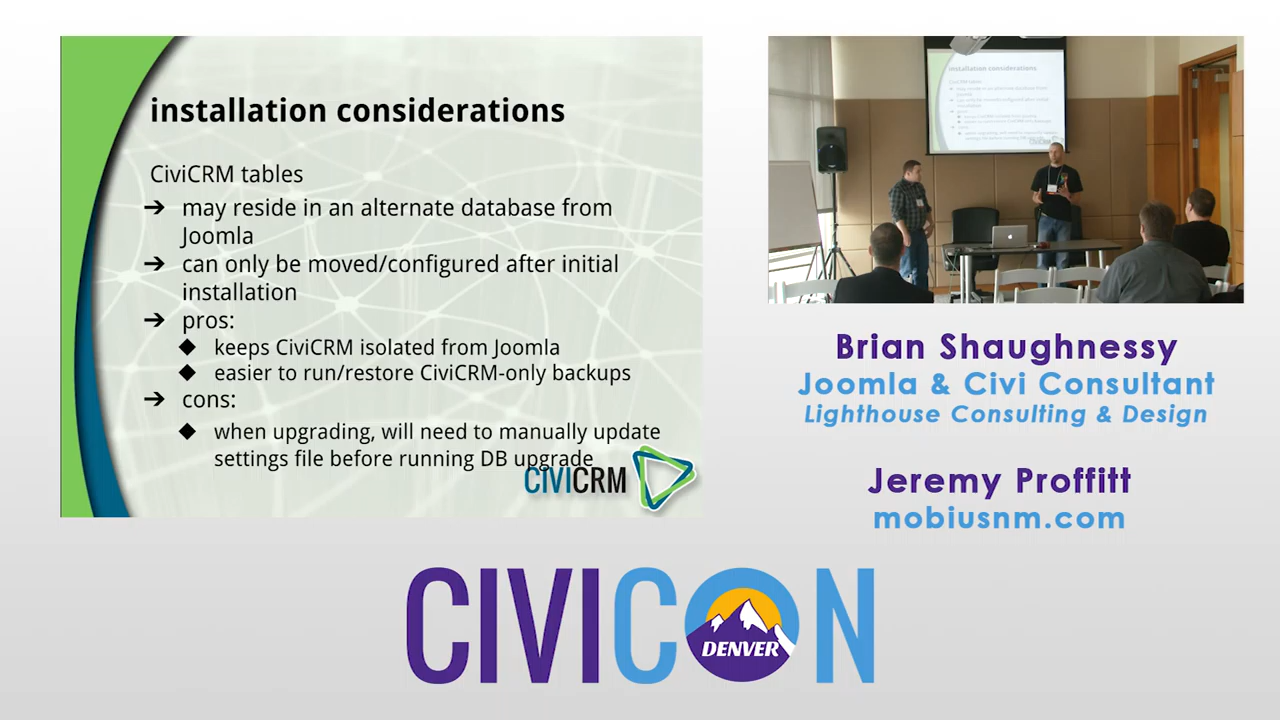 installation considerations
CiviCRM tables
➔ may reside in an alternate database from
Joomla
➔ can only be moved/configured after initial
installation
➔ pros:
◆ keeps CiviCRM isolated from Joomla
◆ easier to run/restore CiviCRM-only backups
➔ cons:
◆ when upgrading, will need to manually update
settings file before running DB upgrade
CIVICRM
installation considerations
Brian Shaughnessy
Joomla & Civi Consultant
Lighthouse Consulting & Design
Jeremy Proffitt
mobiusnm.com
CIVICON
DENVER